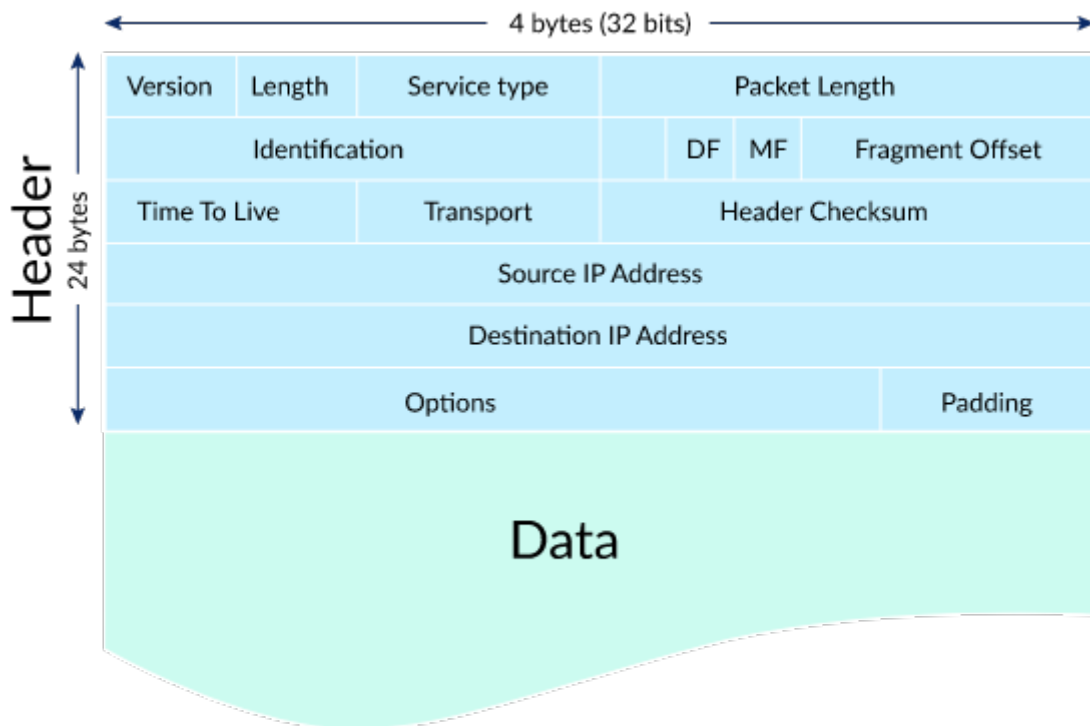 4 bytes (32 bits)
Header
24 bytes
Version Length Service type Packet Length
Identification DF MF Fragment Offset
Time To Live Transport Header Checksum
Source IP Address
Destination IP Address
Options Padding
Data